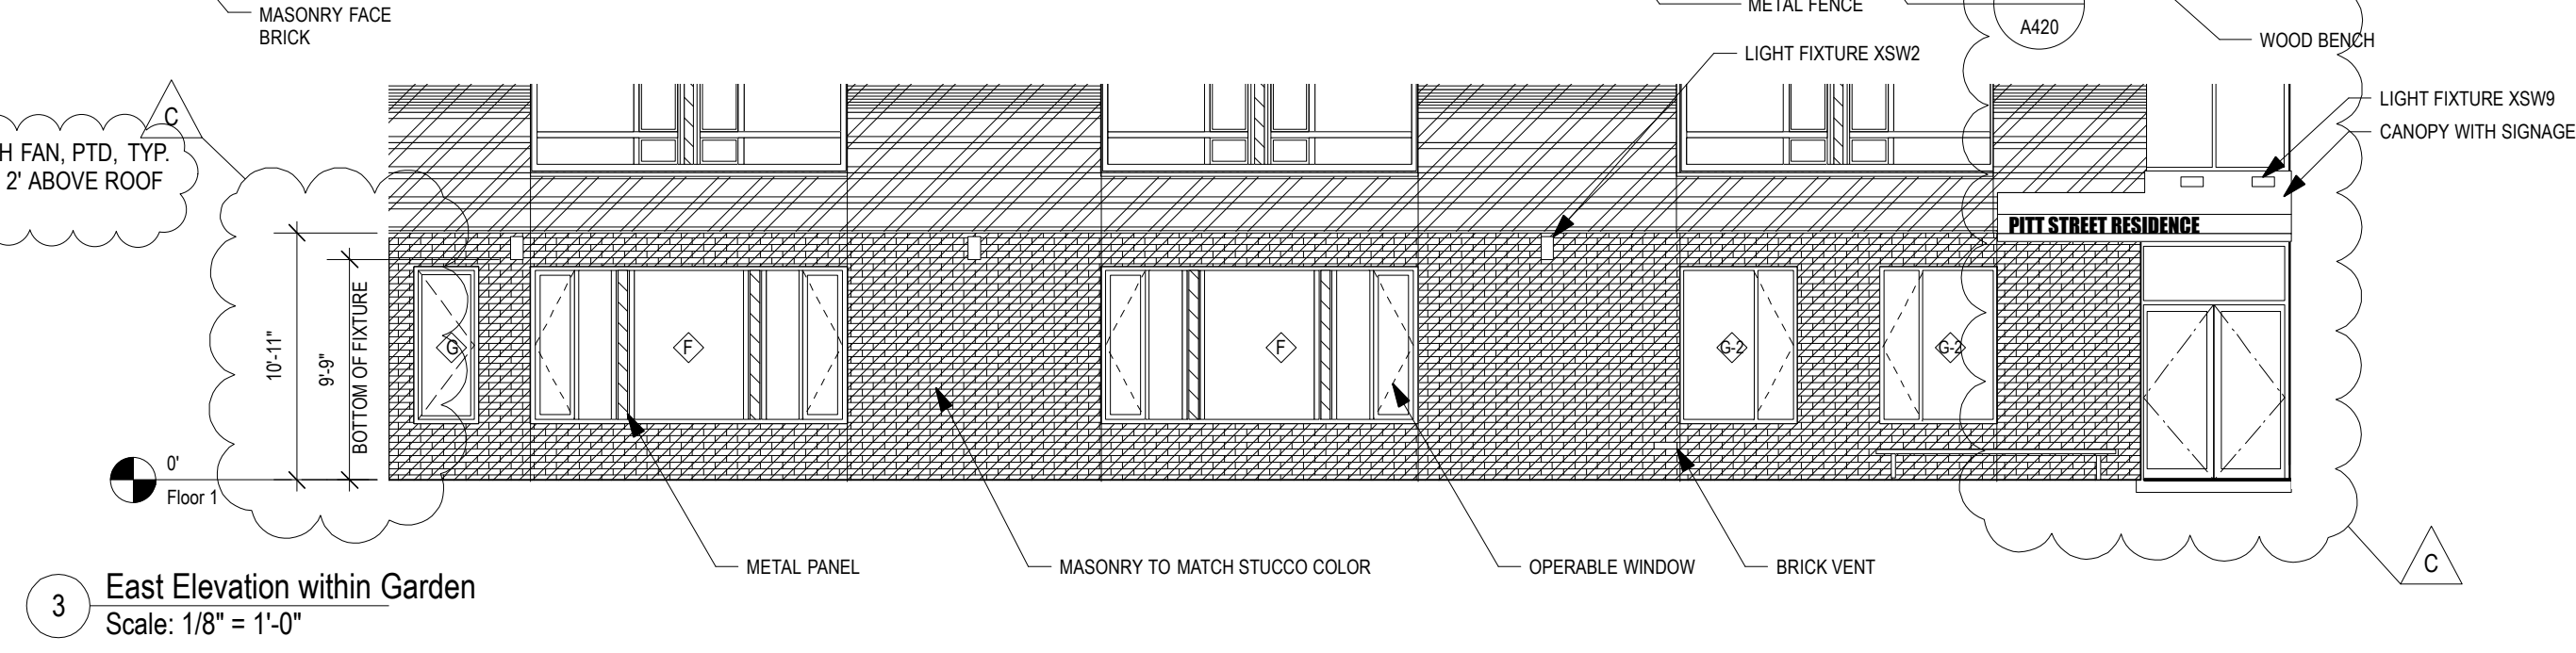 MASONRY FACE
BRICK
METAL FENCE
A420
WOOD BENCH
LIGHT FIXTURE XSW2
LIGHT FIXTURE XSW9
CANOPY WITH SIGNAGE
C
H FAN, PTD, TYP.
2' ABOVE ROOF
PITT STREET RESIDENCE
10'-11"
9'-9"
BOTTOM OF FIXTURE
G
F
F
G-2
G-2
0'
Floor 1
METAL PANEL
MASONRY TO MATCH STUCCO COLOR
OPERABLE WINDOW
BRICK VENT
C
3
East Elevation within Garden
Scale: 1/8" = 1'-0"